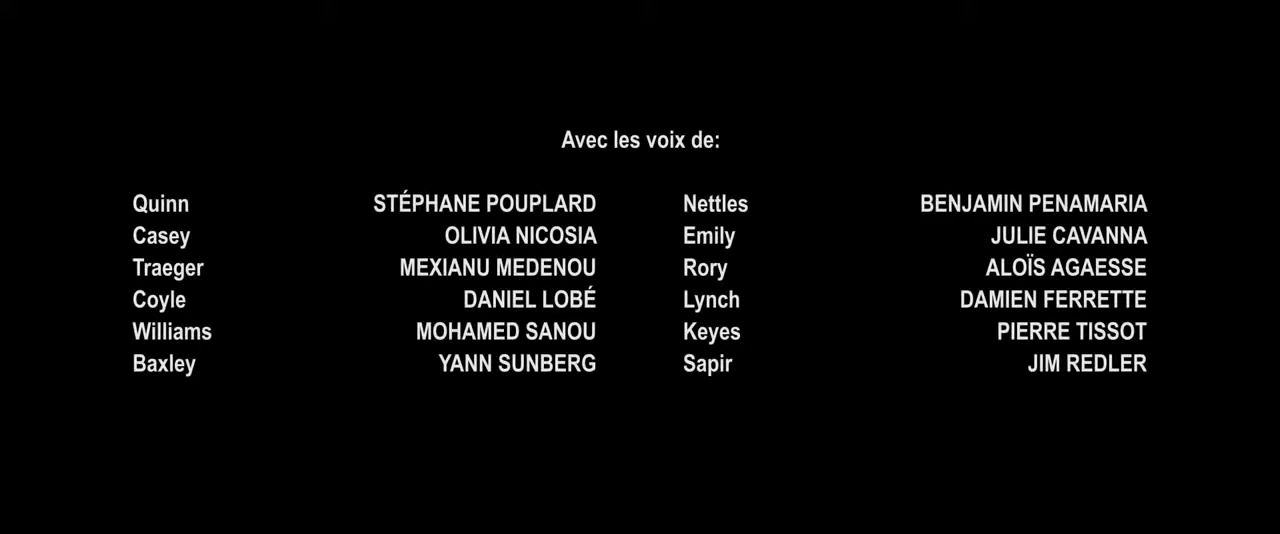 Avec les voix de:
Quinn STÉPHANE POUPLARD Nettles BENJAMIN PENAMARIA
Casey OLIVIA NICOSIA Emily JULIE CAVANNA
Traeger MEXIANU MEDENOU Rory ALOÏS AGAESSE
Coyle DANIEL LOBÉ Lynch DAMIEN FERRETTE
Williams MOHAMED SANOU Keyes PIERRE TISSOT
Baxley YANN SUNBERG Sapir JIM REDLER